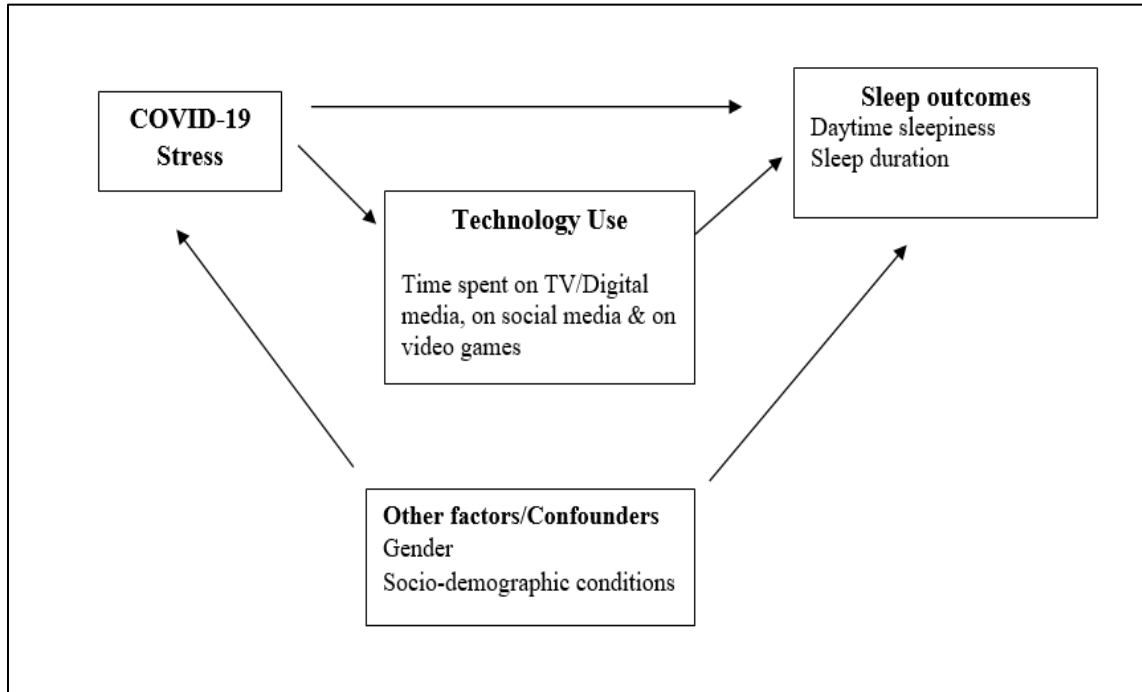 COVID-19
Stress
Sleep outcomes
Daytime sleepiness
Sleep duration
Technology Use
Time spent on TV/Digital
media, on social media & on
video games
Other factors/Confounders
Gender
Socio-demographic conditions